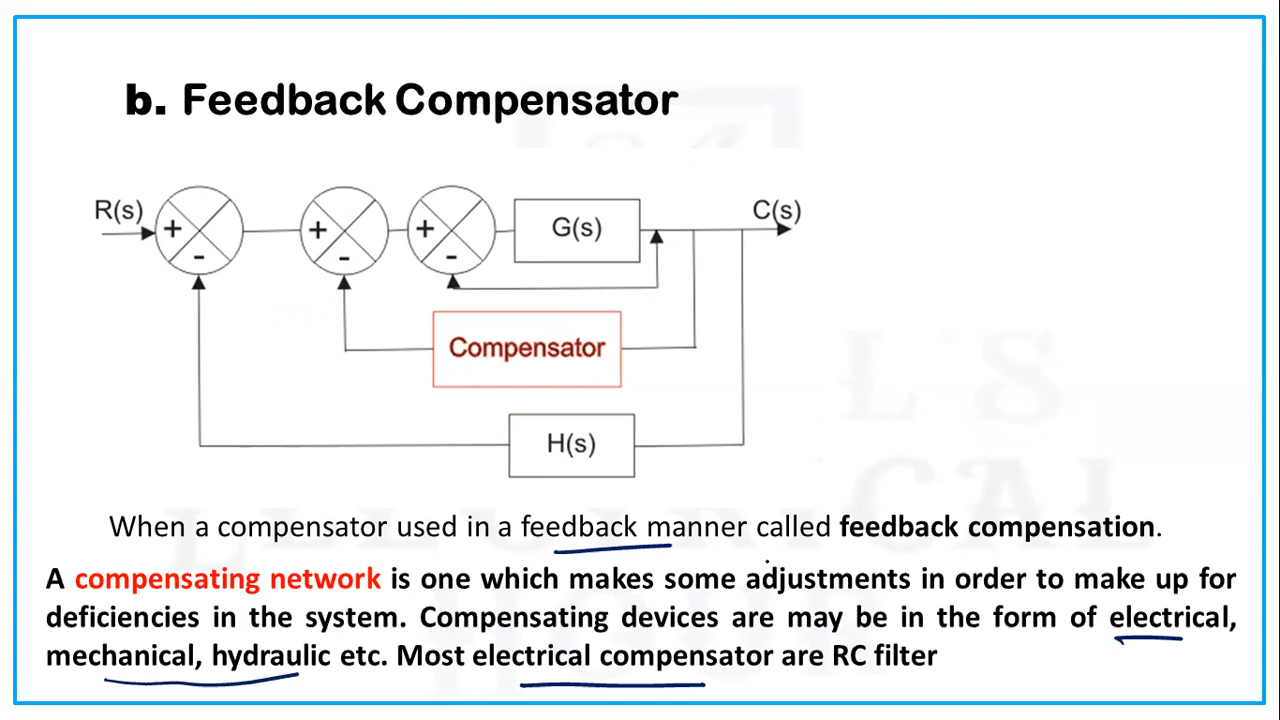 b. Feedback Compensator
R(s)
+
-
+
-
+
-
G(s)
C(s)
Compensator
H(s)
When a compensator used in a feedback manner called feedback compensation.
A compensating network is one which makes some adjustments in order to make up for
deficiencies in the system. Compensating devices are may be in the form of electrical,
mechanical, hydraulic etc. Most electrical compensator are RC filter